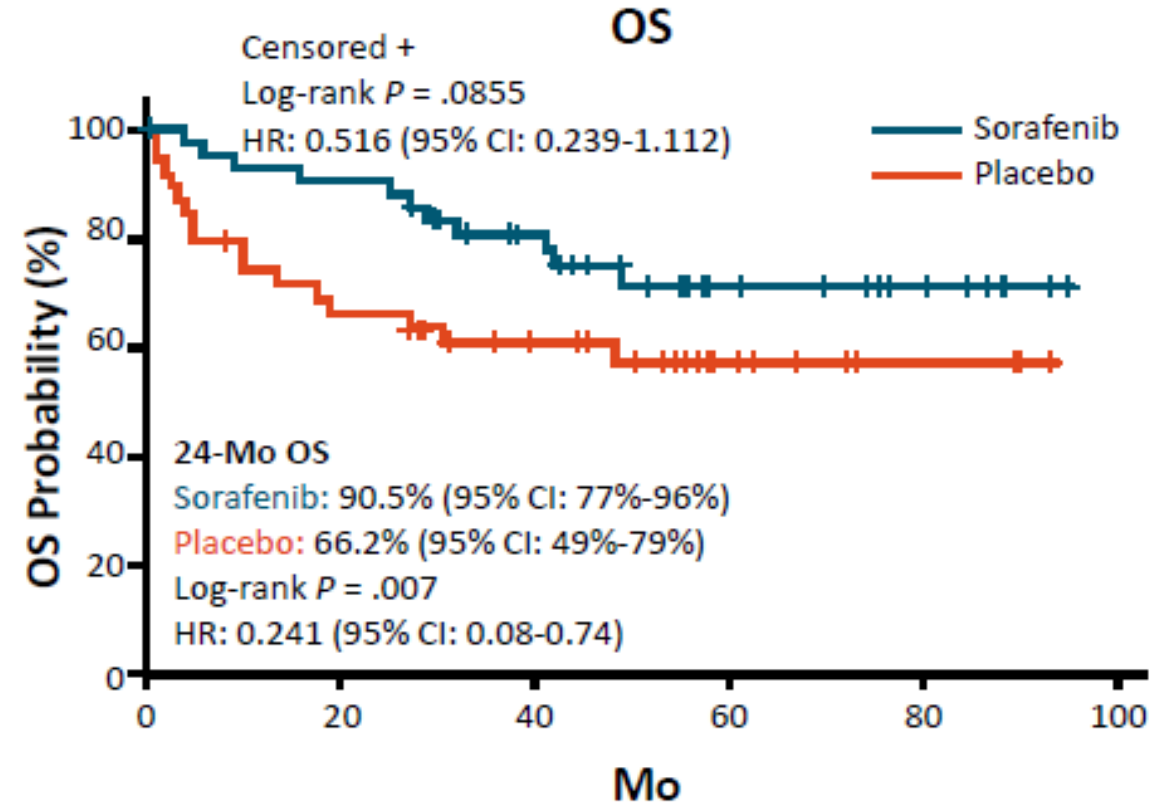 OS
Censored +
Log-rank P = .0855
HR: 0.516 (95% CI: 0.239-1.112)
Sorafenib
Placebo
OS Probability (%)
100
80
60
40
20
0
24-Mo OS
Sorafenib: 90.5% (95% CI: 77%-96%)
Placebo: 66.2% (95% CI: 49%-79%)
Log-rank P = .007
HR: 0.241 (95% CI: 0.08-0.74)
0 20 40 60 80 100
Mo